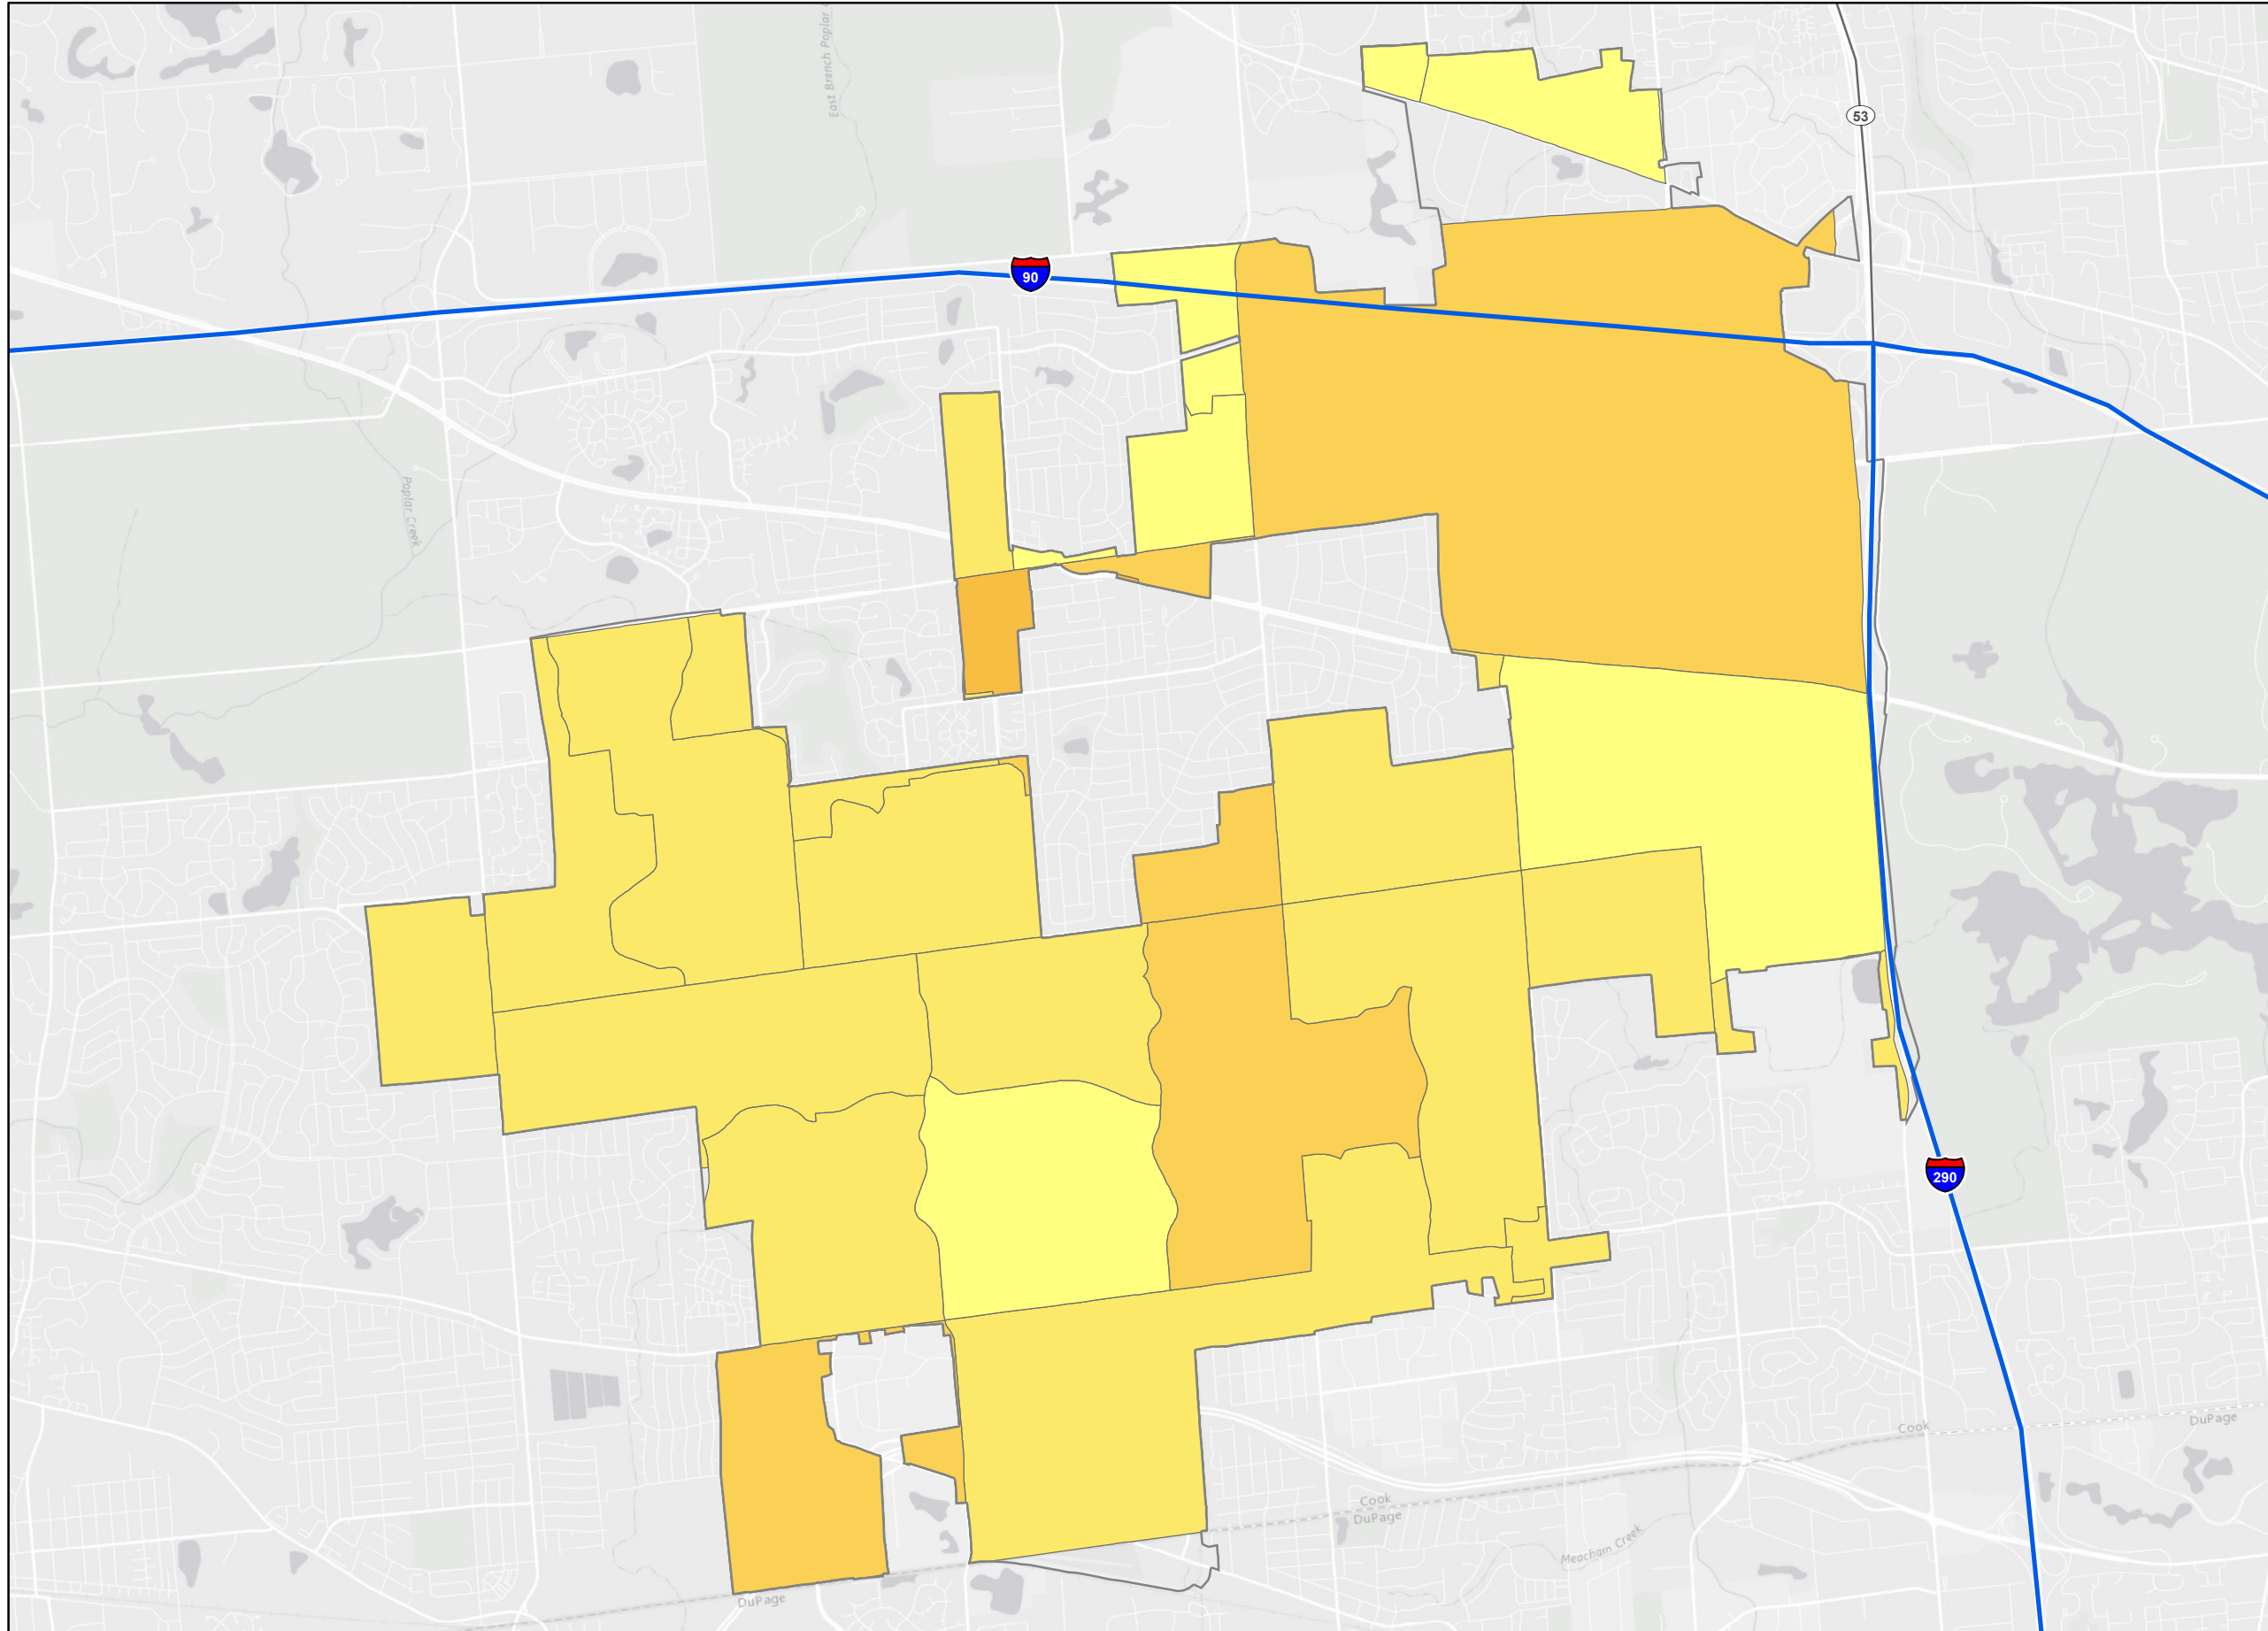 East Branch Poplar
53
90
Poplar Creek
290
Cook
DuPage
Cook
DuPage
Meacham Creek
DuPage